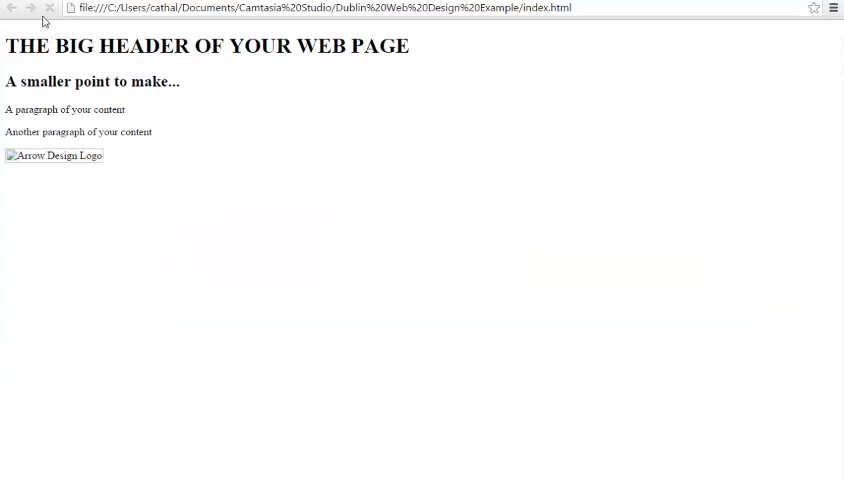 file:///C:/Users/cathal/Documents/Camtasia%20Studio/Dublin%20Web%20Design%20Example/index.html
THE BIG HEADER OF YOUR WEB PAGE
A smaller point to make...
A paragraph of your content
Another paragraph of your content
Arrow Design Logo